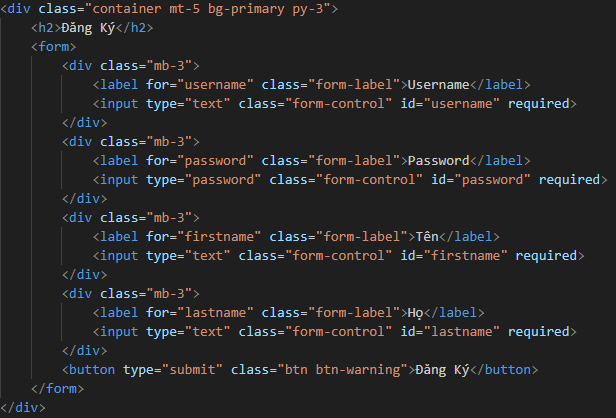 <div class="container mt-5 bg-primary py-3">
<h2>Đăng Ký</h2>
<form>
<div class="mb-3">
<label for="username" class="form-label">Username</label>
<input type="text" class="form-control" id="username" required>
</div>
<div class="mb-3">
<label for="password" class="form-label">Password</label>
<input type="password" class="form-control" id="password" required>
</div>
<div class="mb-3">
<label for="firstname" class="form-label">Tên</label>
<input type="text" class="form-control" id="firstname" required>
</div>
<div class="mb-3">
<label for="lastname" class="form-label">Họ</label>
<input type="text" class="form-control" id="lastname" required>
</div>
<button type="submit" class="btn btn-warning">Đăng Ký</button>
</form>
</div>